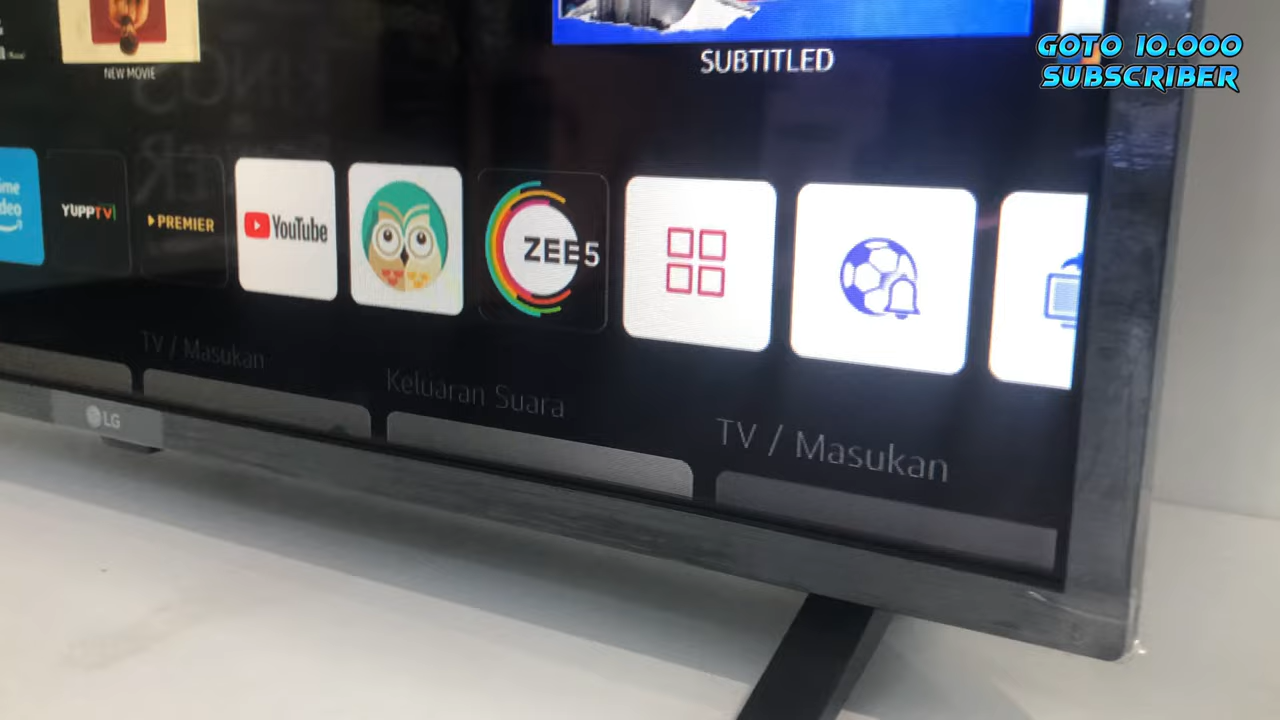 NEW MOVIE
SUBTITLED
GOTO 10.000
SUBSCRIBER
YUPPTV
PREMIER
YouTube
ZEE5
TV / Masukan
Keluaran Suara
TV / Masukan
LG